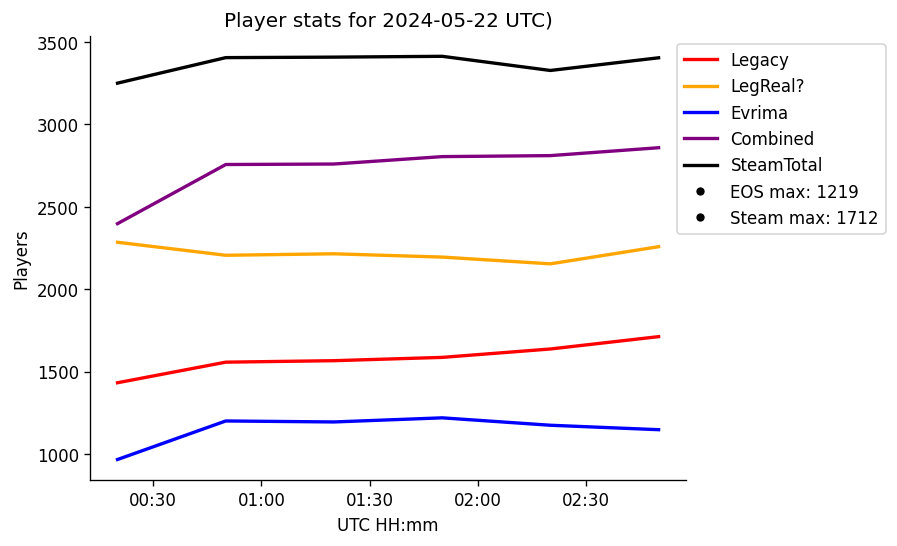 Player stats for 2024-05-22 UTC)
3500
3000
2500
2000
1500
1000
Players
00:30
01:00
01:30
02:00
02:30
UTC HH:mm
Legacy
LegReal?
Evrima
Combined
SteamTotal
EOS max: 1219
Steam max: 1712